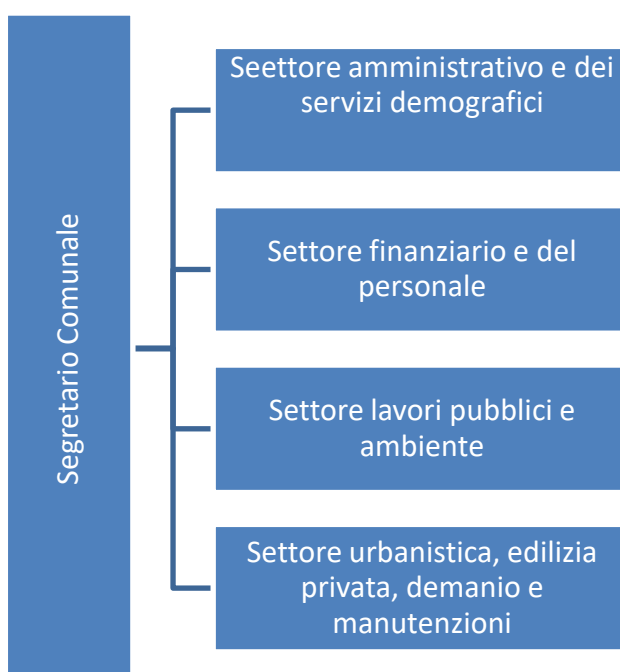 Segretario Comunale
Seettore amministrativo e dei
servizi demografici
Settore finanziario e del
personale
Settore lavori pubblici e
ambiente
Settore urbanistica, edilizia
privata, demanio e
manutenzioni